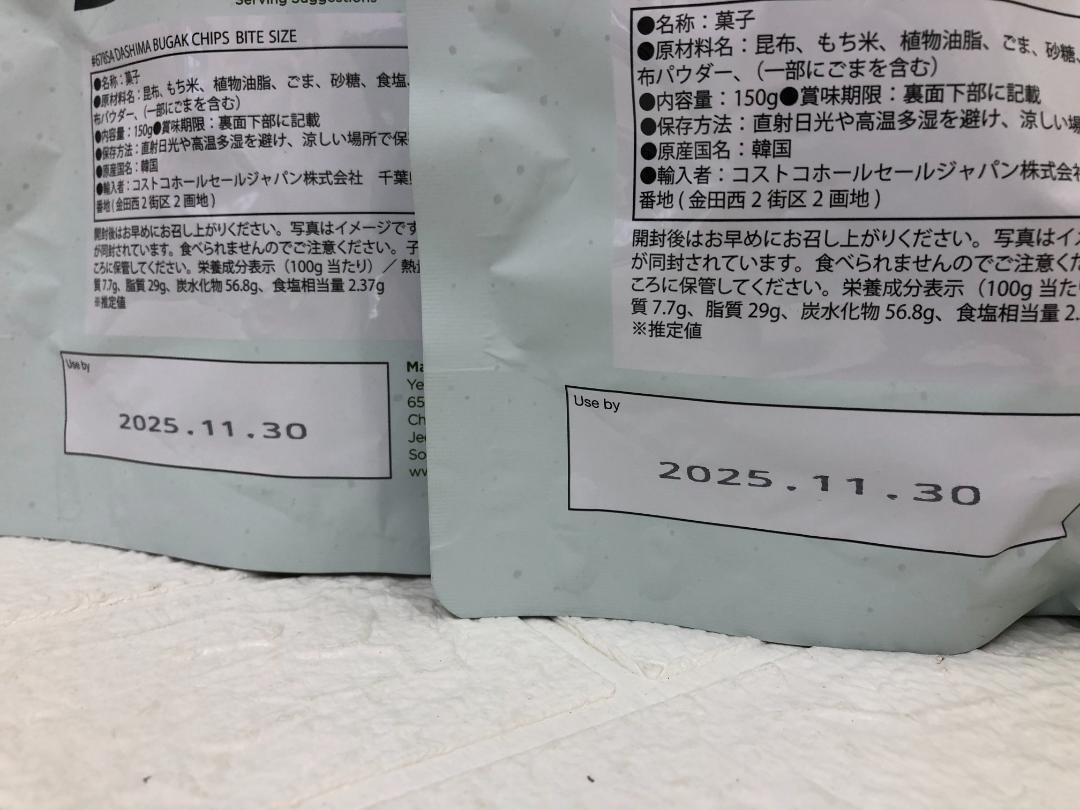 Serving Suggestions
#6765A DASHIMA BUGAK CHIPS BITE SIZE
●名称：菓子
●原材料名：昆布、もち米、植物油脂、ごま、砂糖、食塩、
布パウダー、（一部にごまを含む）
●内容量：150g●賞味期限：裏面下部に記載
●保存方法：直射日光や高温多湿を避け、涼しい場所で保
●原産国名：韓国
●輸入者：コストコホールセールジャパン株式会社 千葉
番地 ( 金田西 2 街区 2 画地 )
開封後はお早めにお召し上がりください。写真はイメージです
が同封されています。食べられませんのでご注意ください。子
ころに保管してください。栄養成分表示（100g 当たり）／ 熱
質 7.7g、脂質 29g、炭水化物 56.8g、食塩相当量 2.37g
※推定値
Use by
2025.11.30
Ma
Ye
65
Ch
Jeo
So
ww
●名称：菓子
●原材料名：昆布、もち米、植物油脂、ごま、砂糖、
布パウダー、（一部にごまを含む）
●内容量：150g●賞味期限：裏面下部に記載
●保存方法：直射日光や高温多湿を避け、涼しい場
●原産国名：韓国
●輸入者：コストコホールセールジャパン株式会
番地 ( 金田西 2 街区 2 画地 )
開封後はお早めにお召し上がりください。写真はイメ
が同封されています。食べられませんのでご注意くだ
ころに保管してください。栄養成分表示（100g 当た
質 7.7g、脂質 29g、炭水化物 56.8g、食塩相当量 2.
※推定値
Use by
2025.11.30